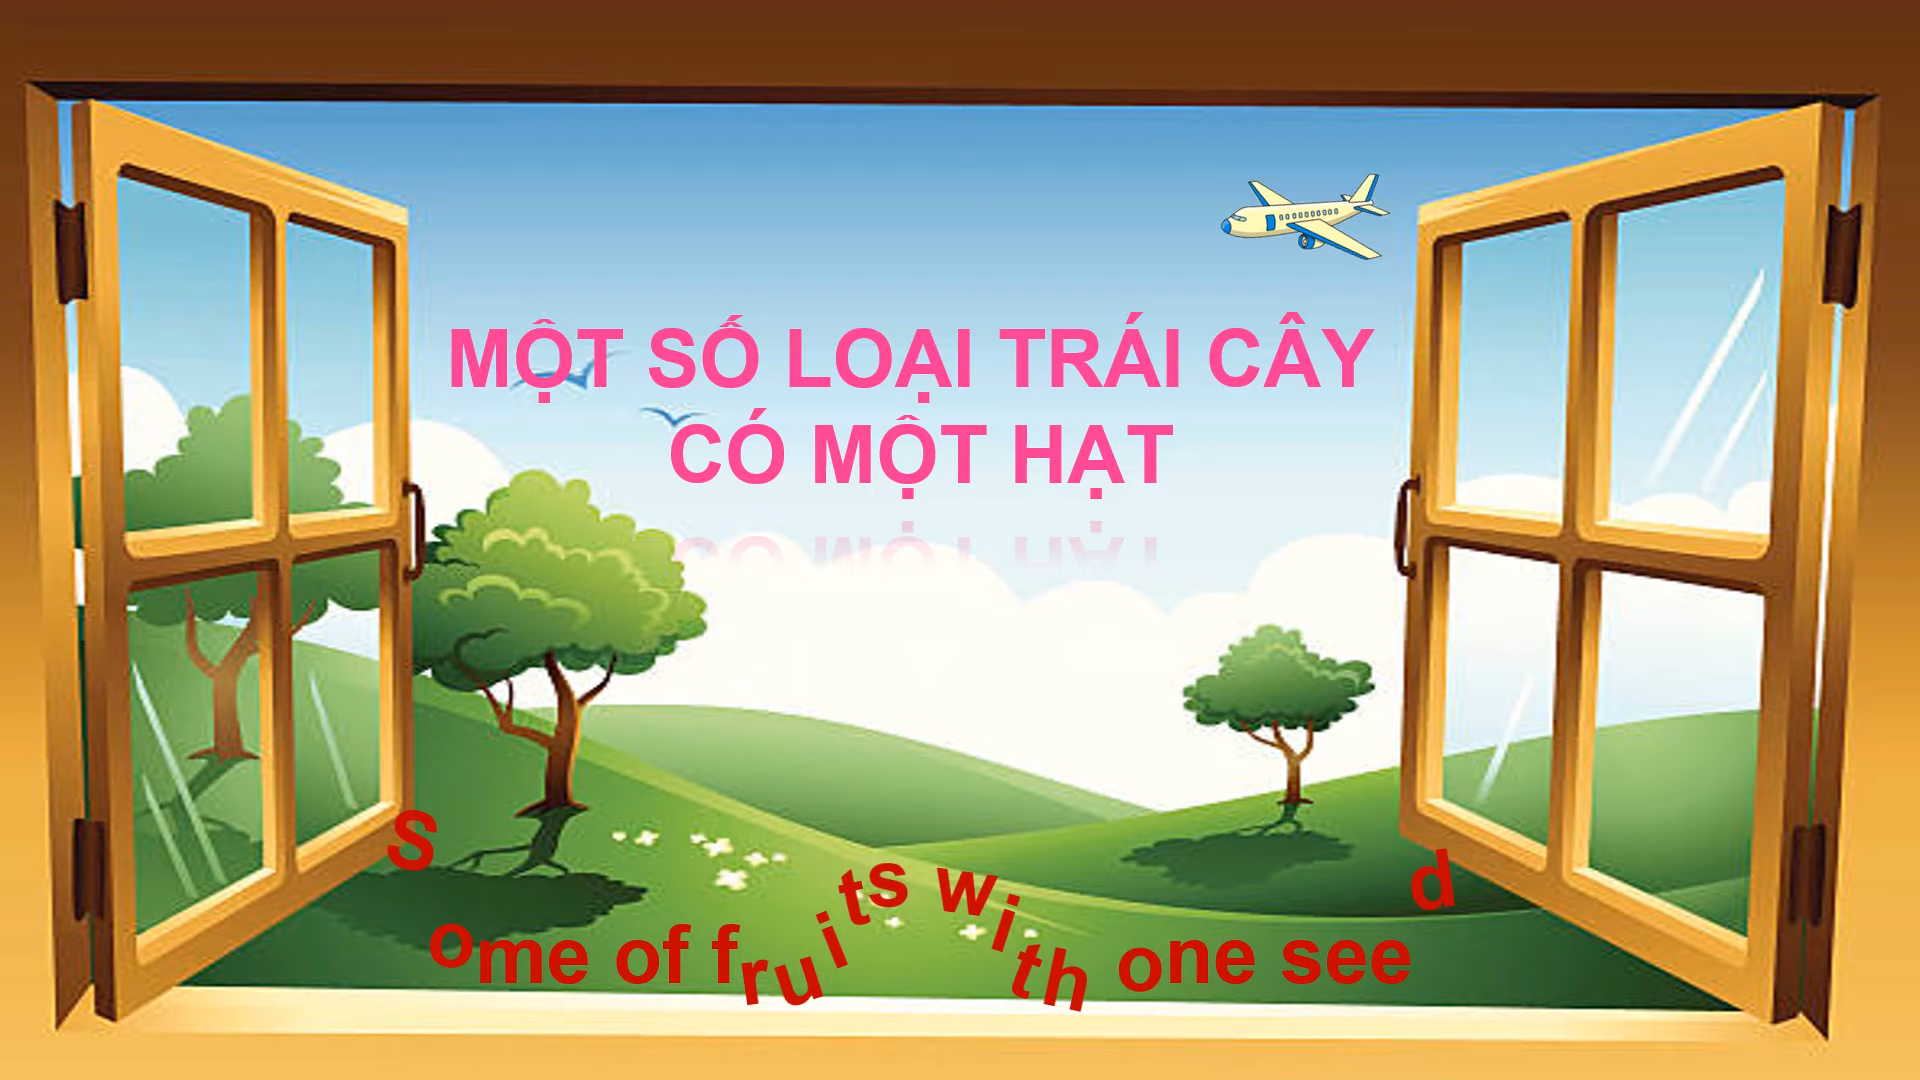 MỘT SỐ LOẠI TRÁI CÂY
CÓ MỘT HẠT
Some of fruits with one seed